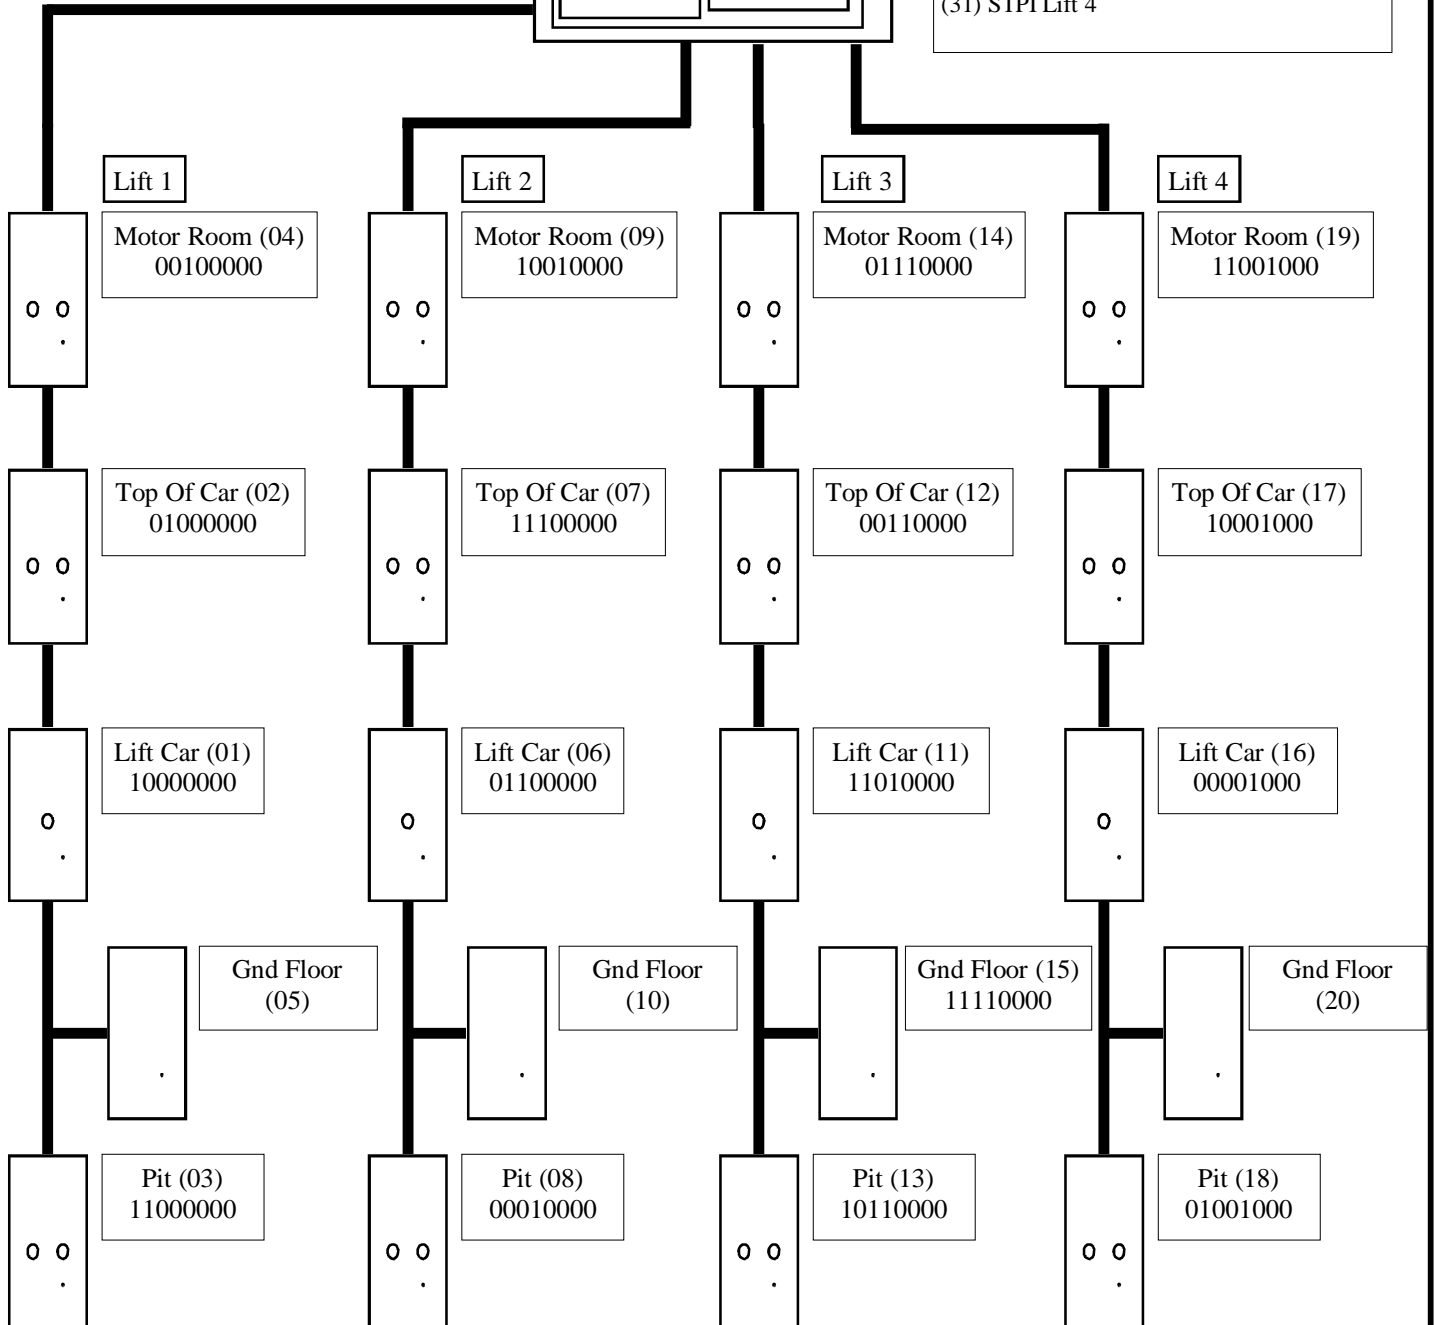 (31) STPI Lift 4
Lift 1
Lift 2
Lift 3
Lift 4
Motor Room (04)
00100000
Motor Room (09)
10010000
Motor Room (14)
01110000
Motor Room (19)
11001000
Top Of Car (02)
01000000
Top Of Car (07)
11100000
Top Of Car (12)
00110000
Top Of Car (17)
10001000
Lift Car (01)
10000000
Lift Car (06)
01100000
Lift Car (11)
11010000
Lift Car (16)
00001000
Gnd Floor
(05)
Gnd Floor
(10)
Gnd Floor (15)
11110000
Gnd Floor
(20)
Pit (03)
11000000
Pit (08)
00010000
Pit (13)
10110000
Pit (18)
01001000